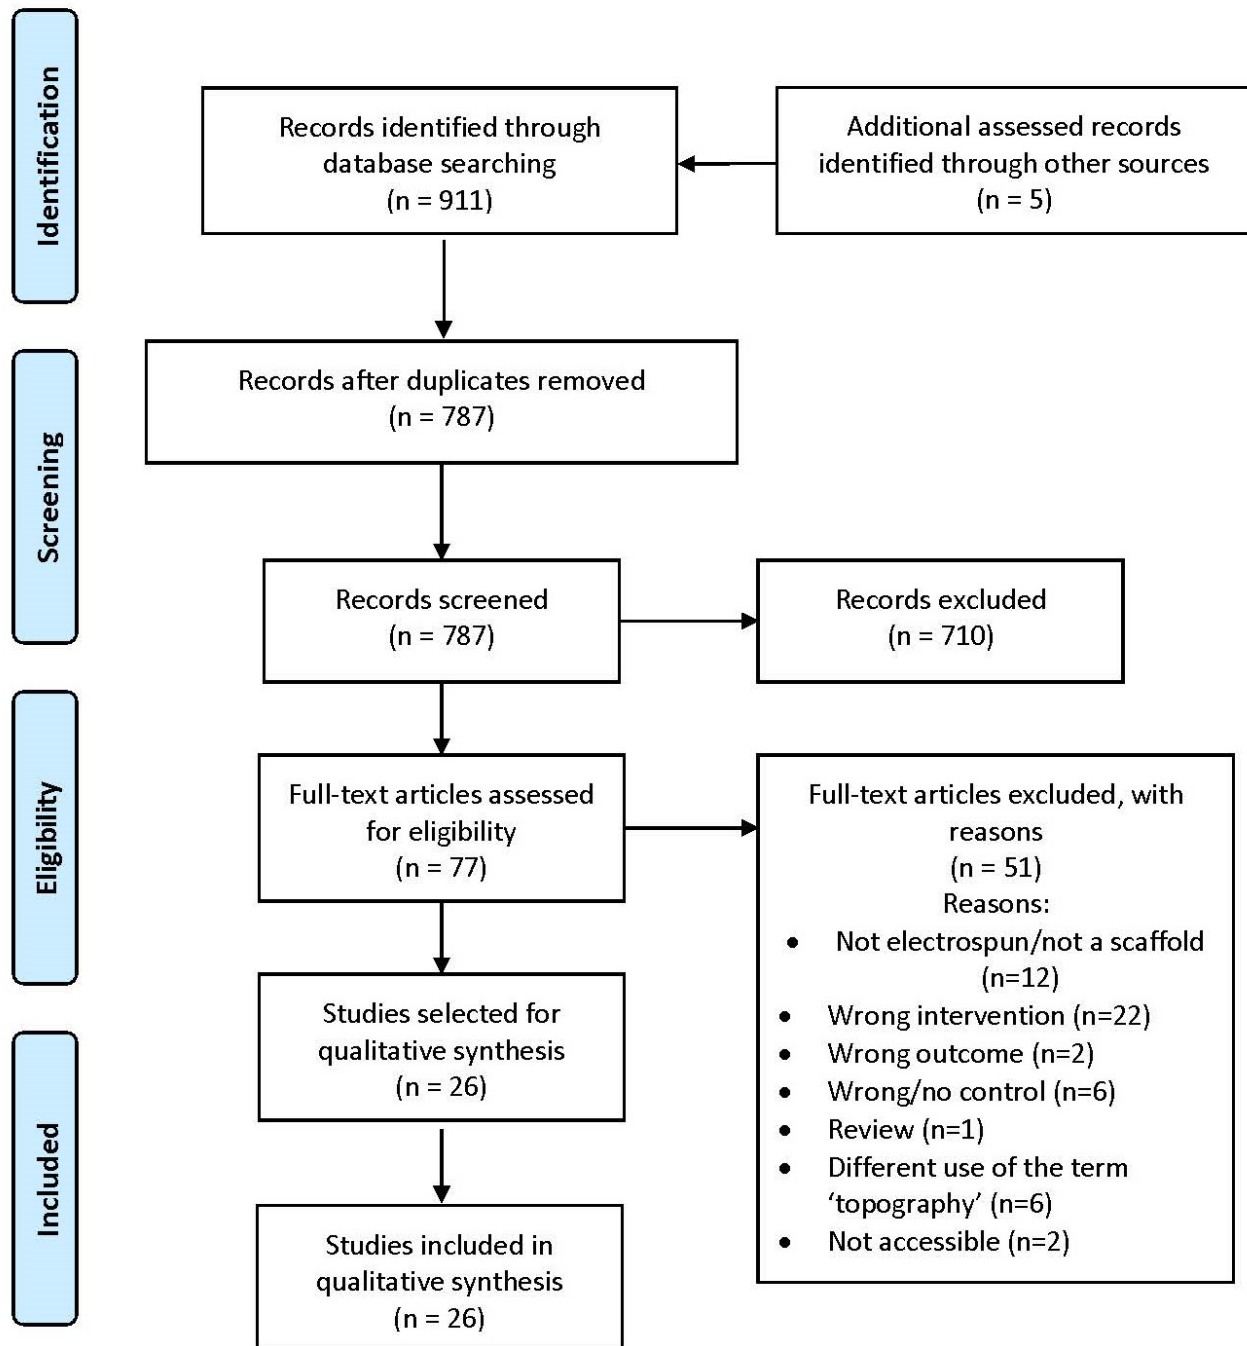 Identification
Records identified through
database searching
(n = 911)
Additional assessed records
identified through other sources
(n = 5)
Screening
Records after duplicates removed
(n = 787)
Records screened
(n = 787)
Records excluded
(n = 710)
Eligibility
Full-text articles assessed
for eligibility
(n = 77)
Full-text articles excluded, with
reasons
(n = 51)
Reasons:
• Not electrospun/not a scaffold
(n=12)
• Wrong intervention (n=22)
• Wrong outcome (n=2)
• Wrong/no control (n=6)
• Review (n=1)
• Different use of the term
‘topography’ (n=6)
• Not accessible (n=2)
Studies selected for
qualitative synthesis
(n = 26)
Included
Studies included in
qualitative synthesis
(n = 26)